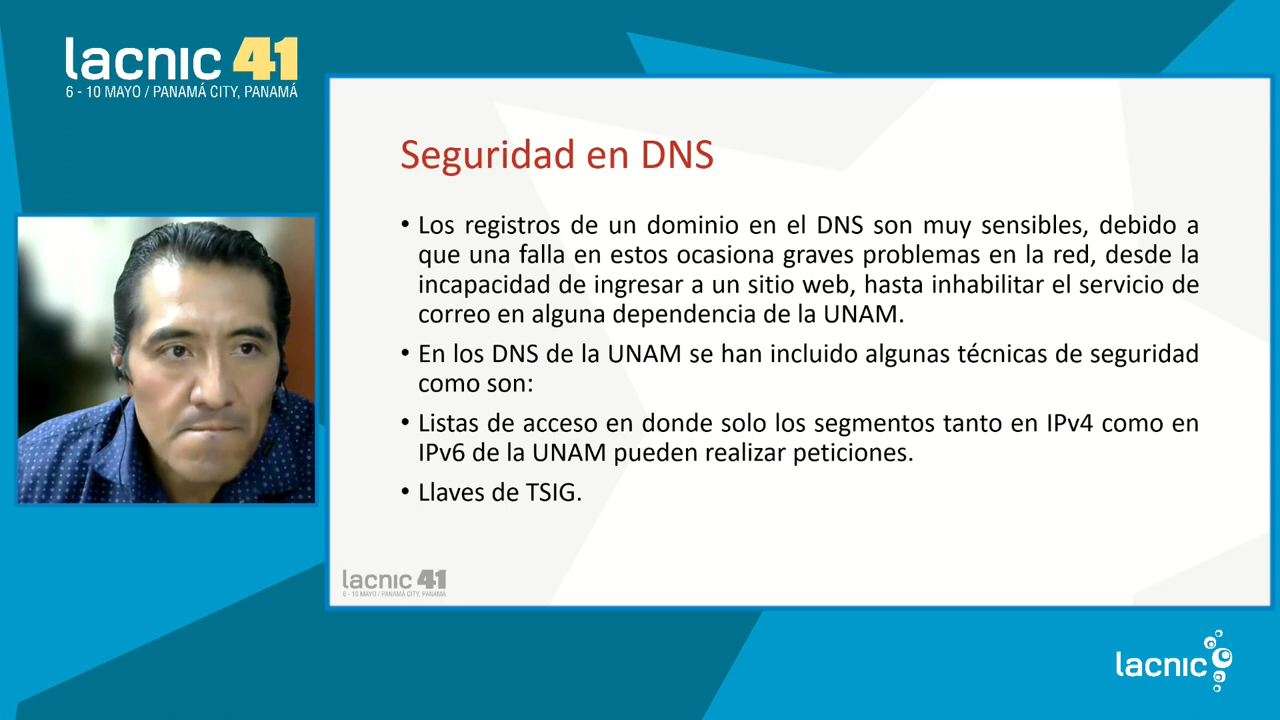 lacnic 41
6 - 10 MAYO / PANAMÁ CITY, PANAMÁ
Seguridad en DNS
• Los registros de un dominio en el DNS son muy sensibles, debido a
que una falla en estos ocasiona graves problemas en la red, desde la
incapacidad de ingresar a un sitio web, hasta inhabilitar el servicio de
correo en alguna dependencia de la UNAM.
• En los DNS de la UNAM se han incluido algunas técnicas de seguridad
como son:
• Listas de acceso en donde solo los segmentos tanto en IPv4 como en
IPv6 de la UNAM pueden realizar peticiones.
• Llaves de TSIG.
lacnic 41
6 - 10 MAYO / PANAMÁ CITY, PANAMÁ
lacnic